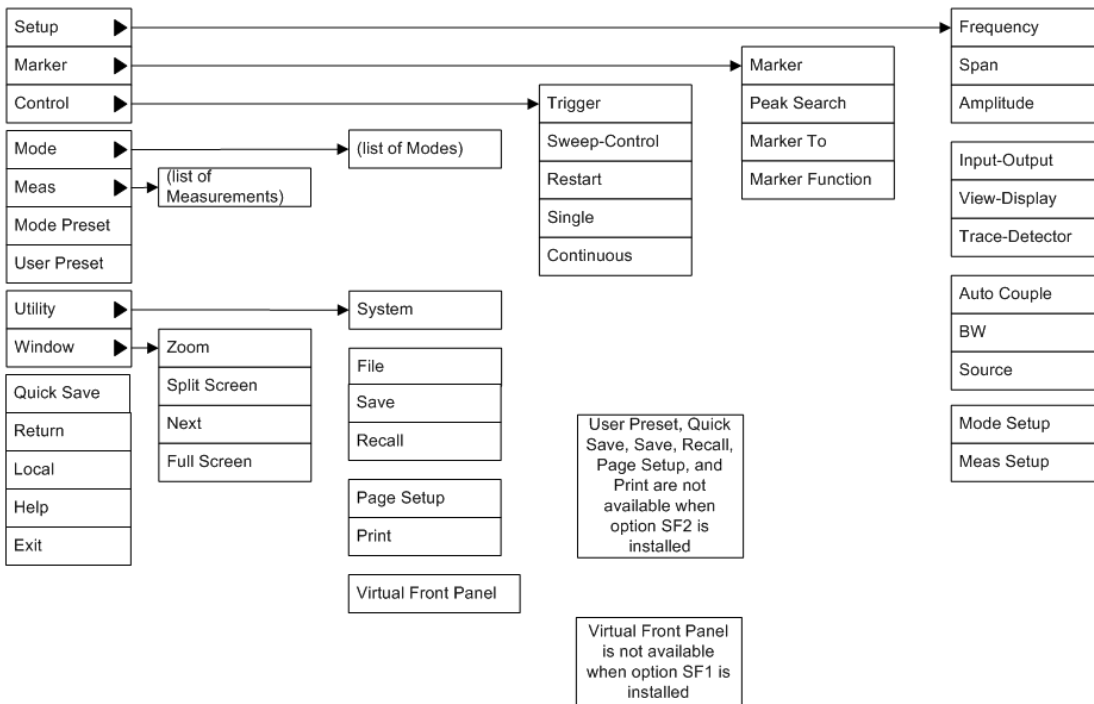 Setup
Marker
Control
Mode
Meas
Mode Preset
User Preset
Utility
Window
Quick Save
Return
Local
Help
Exit
(list of
Measurements)
Zoom
Split Screen
Next
Full Screen
(list of Modes)
System
File
Save
Recall
Page Setup
Print
Virtual Front Panel
Trigger
Sweep-Control
Restart
Single
Continuous
User Preset, Quick
Save, Save, Recall,
Page Setup, and
Print are not
available when
option SF2 is
installed
Virtual Front Panel
is not available
when option SF1 is
installed
Marker
Peak Search
Marker To
Marker Function
Frequency
Span
Amplitude
Input-Output
View-Display
Trace-Detector
Auto Couple
BW
Source
Mode Setup
Meas Setup